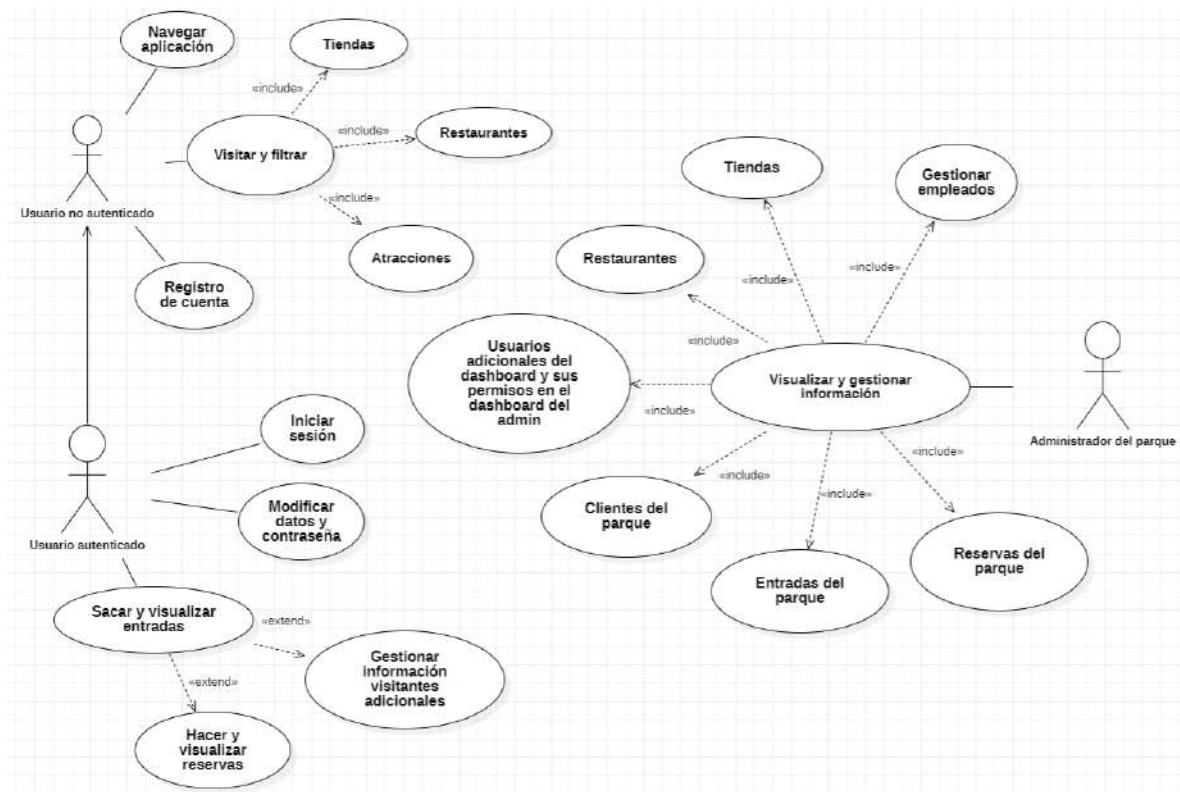 Navegar
aplicación
Tiendas
«include»
Visitar y filtrar
«include»
Restaurantes
«include»
Atracciones
Usuario no autenticado
Registro
de cuenta
Iniciar
sesión
Modificar
datos y
contraseña
Usuario autenticado
Sacar y visualizar
entradas
«extend»
Gestionar
información
visitantes
adicionales
«extend»
Hacer y
visualizar
reservas
Tiendas
Gestionar
empleados
Restaurantes
«include»
«include»
«include»
Usuarios
adicionales del
dashboard y sus
permisos en el
dashboard del
admin
Visualizar y gestionar
información
«include»
Administrador del parque
«include»
«include»
«include»
Clientes del
parque
Entradas del
parque
Reservas del
parque